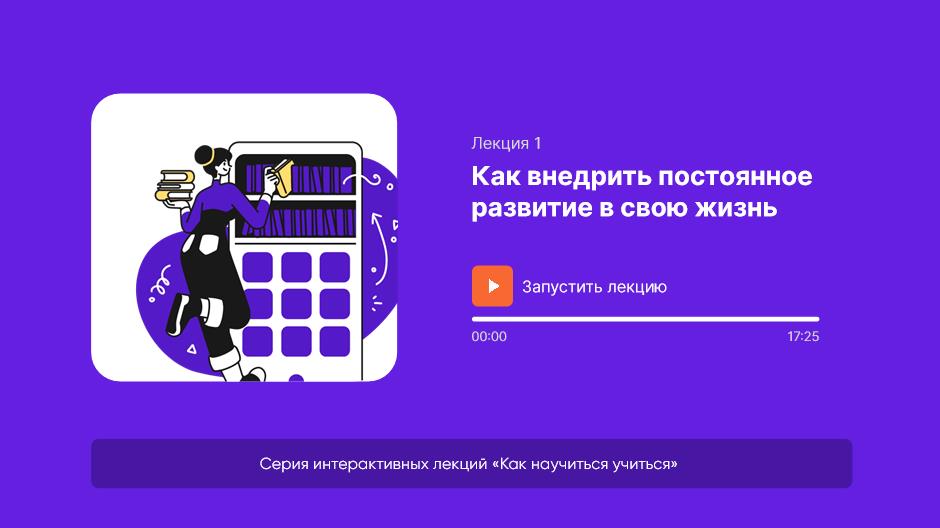 Лекция 1
Как внедрить постоянное
развитие в свою жизнь
Запустить лекцию
00:00
17:25
Серия интерактивных лекций «Как научиться учиться»